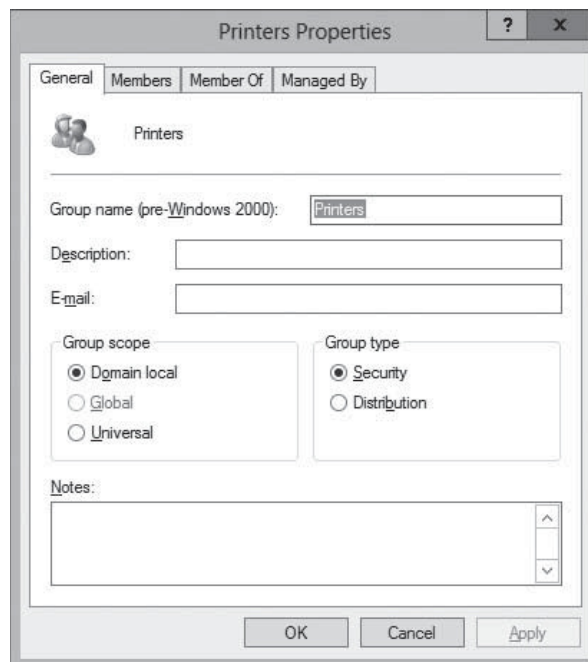 Printers Properties
? x
General Members Member Of Managed By
Printers
Group name (pre-Windows 2000): Printers
Description:
E-mail:
Group scope Group type
Domain local Security
Global Distribution
Universal
Notes:
OK Cancel Apply